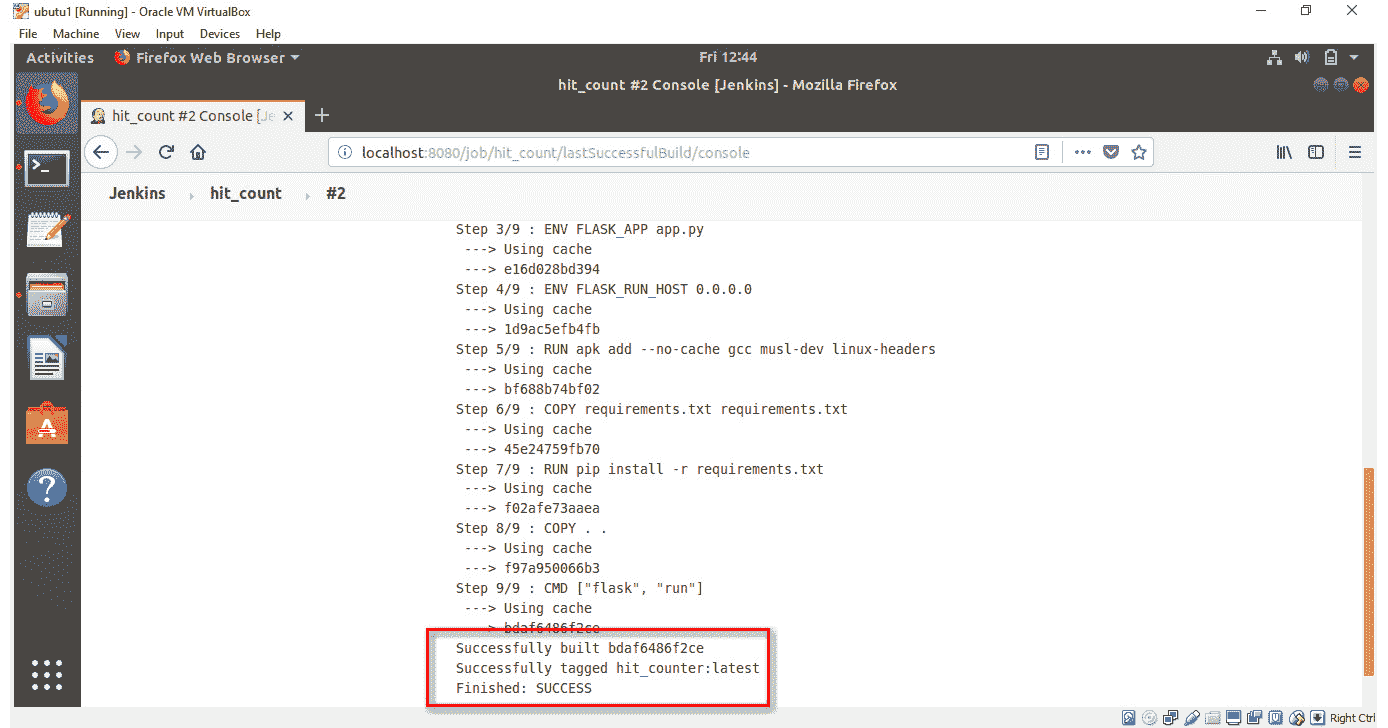 ubutu1 [Running] - Oracle VM VirtualBox
File Machine View Input Devices Help
Activities Firefox Web Browser Fri 12:44
hit_count #2 Console [Jenkins] - Mozilla Firefox
hit_count #2 Console [Je
localhost:8080/job/hit_count/lastSuccessfulBuild/console
Jenkins hit_count #2
Step 3/9 : ENV FLASK_APP app.py
---> Using cache
---> e16d028bd394
Step 4/9 : ENV FLASK_RUN_HOST 0.0.0.0
---> Using cache
---> 1d9ac5efb4fb
Step 5/9 : RUN apk add --no-cache gcc musl-dev linux-headers
---> Using cache
---> bf688b74bf02
Step 6/9 : COPY requirements.txt requirements.txt
---> Using cache
---> 45e24759fb70
Step 7/9 : RUN pip install -r requirements.txt
---> Using cache
---> f02afe73aaea
Step 8/9 : COPY . .
---> Using cache
---> f97a950066b3
Step 9/9 : CMD ["flask", "run"]
---> Using cache
---> bdaf6486f2ce
Successfully built bdaf6486f2ce
Successfully tagged hit_counter:latest
Finished: SUCCESS
Right Ctrl